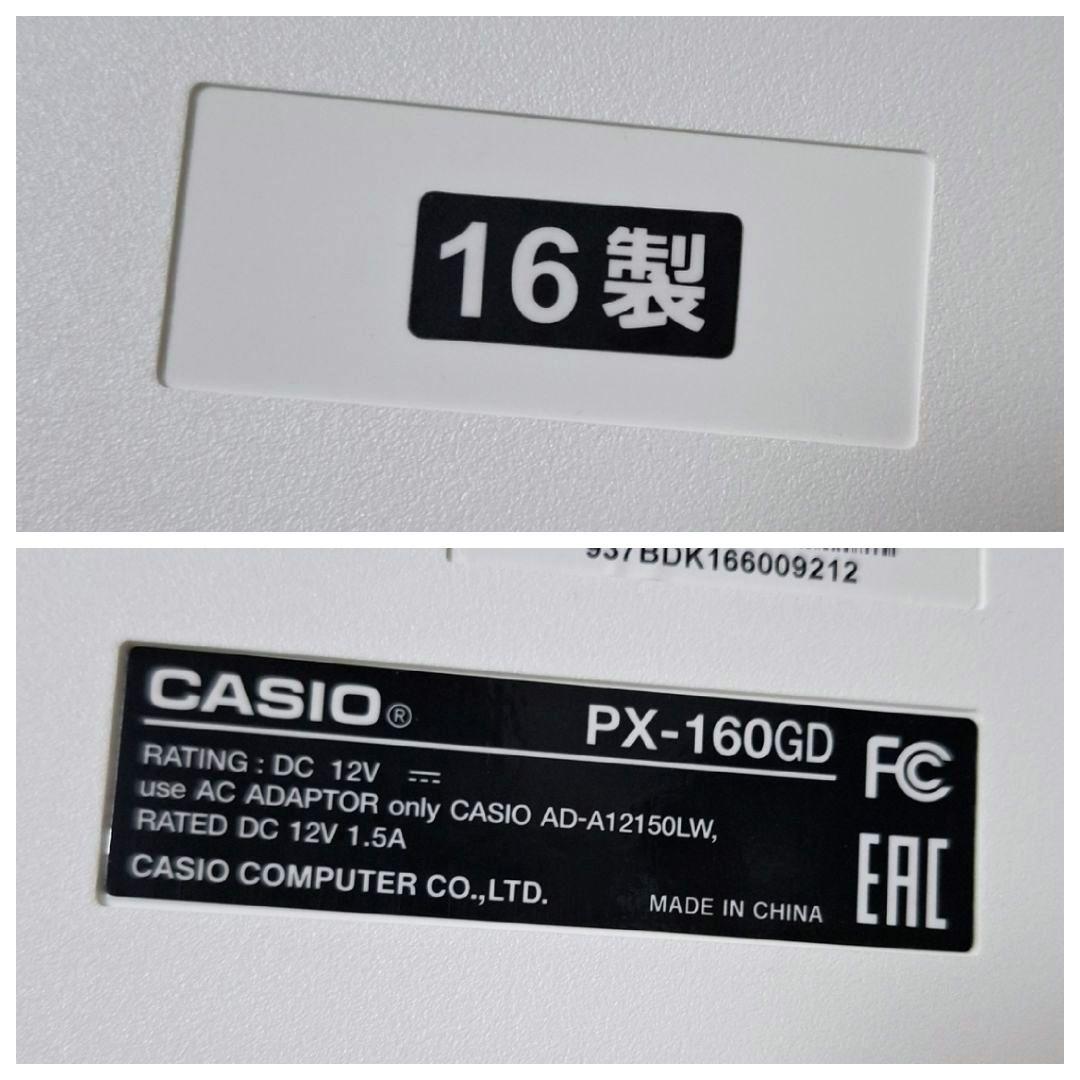 16製
937BDK166009212
CASIO®
PX-160GD
FC
RATING : DC 12V ⎓
use AC ADAPTOR only CASIO AD-A12150LW,
RATED DC 12V 1.5A
CASIO COMPUTER CO.,LTD.
MADE IN CHINA
EAC